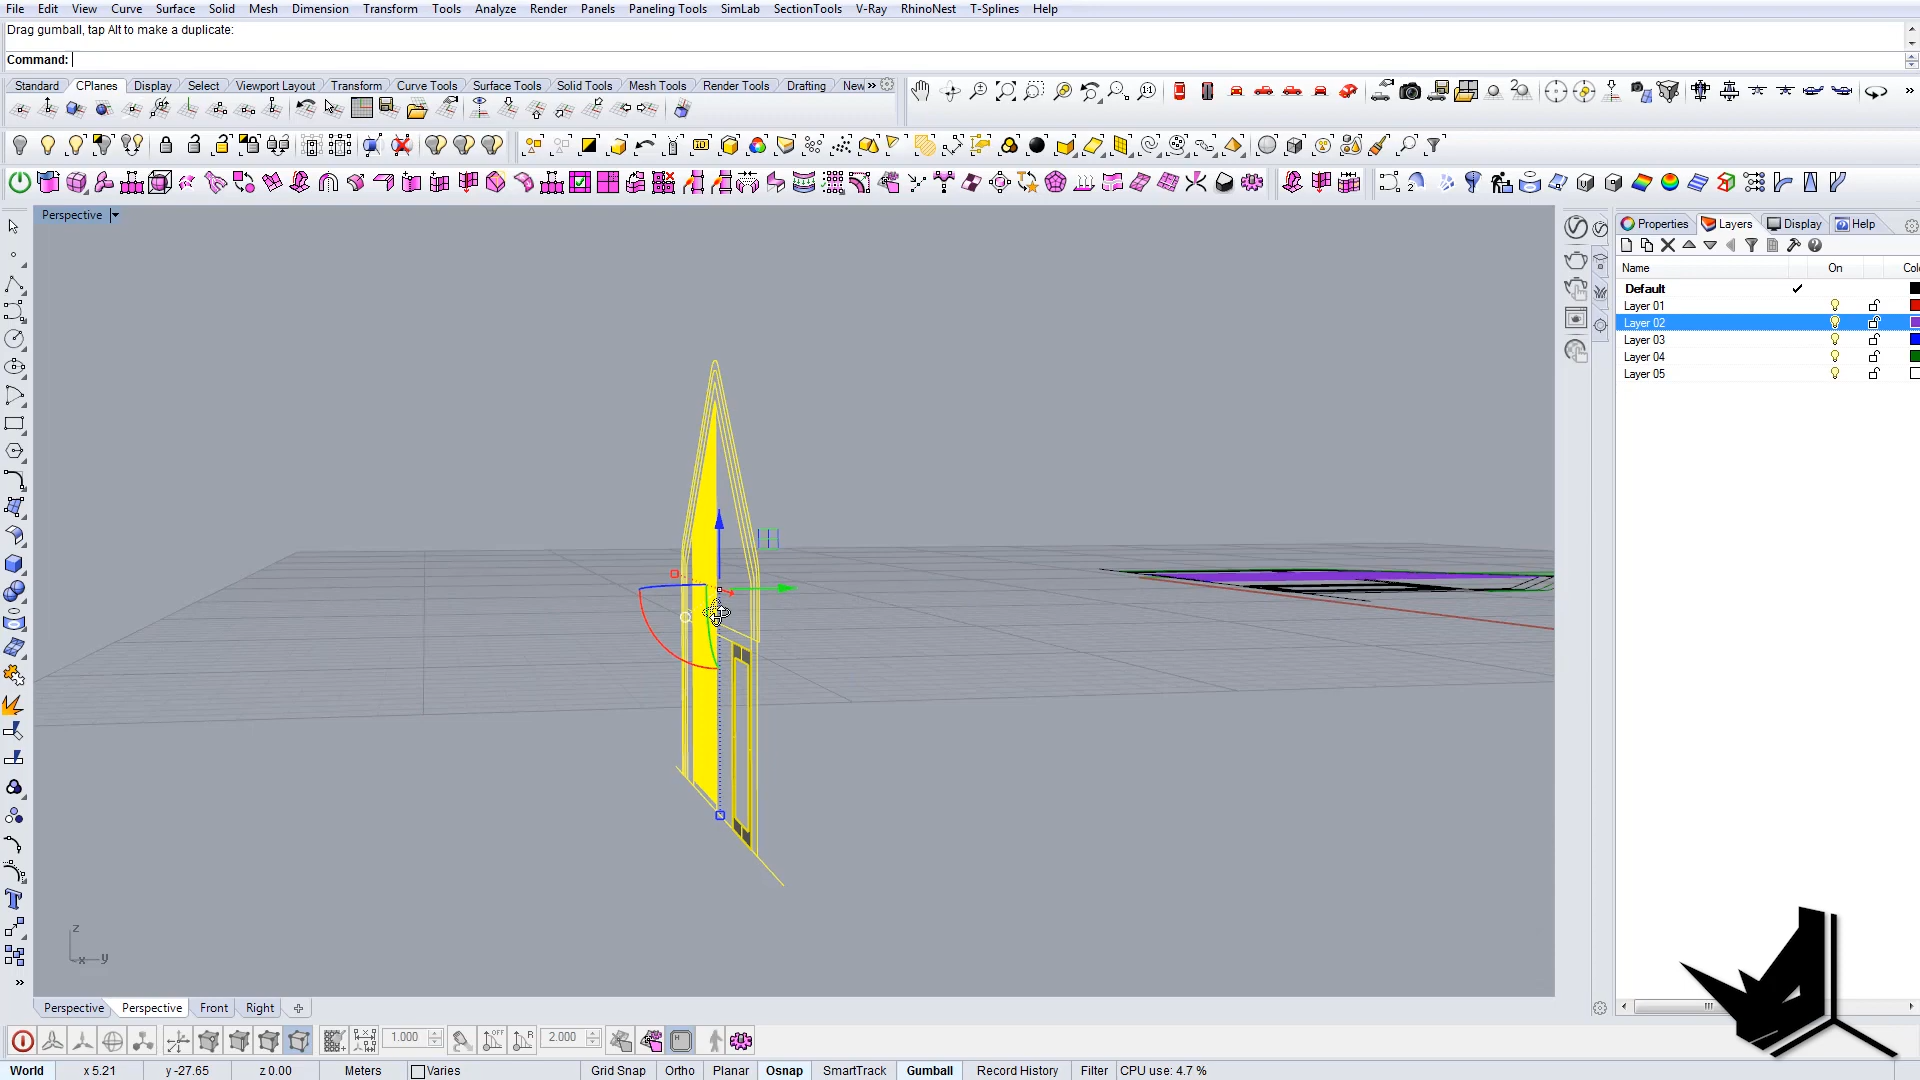 File Edit View Curve Surface Solid Mesh Dimension Transform Tools Analyze Render Panels Paneling Tools SimLab SectionTools V-Ray RhinoNest T-Splines Help
Drag gumball, tap Alt to make a duplicate:
Command:
Standard CPlanes Display Select Viewport Layout Transform Curve Tools Surface Tools Solid Tools Mesh Tools Render Tools Drafting New »
Perspective
Properties Layers Display Help
Name On Colo
Default
Layer 01
Layer 02
Layer 03
Layer 04
Layer 05
z
x y
Perspective Perspective Front Right
1.000 2.000
World x 5.21 y -27.65 z 0.00 Meters Varies Grid Snap Ortho Planar Osnap SmartTrack Gumball Record History Filter CPU use: 4.7 %